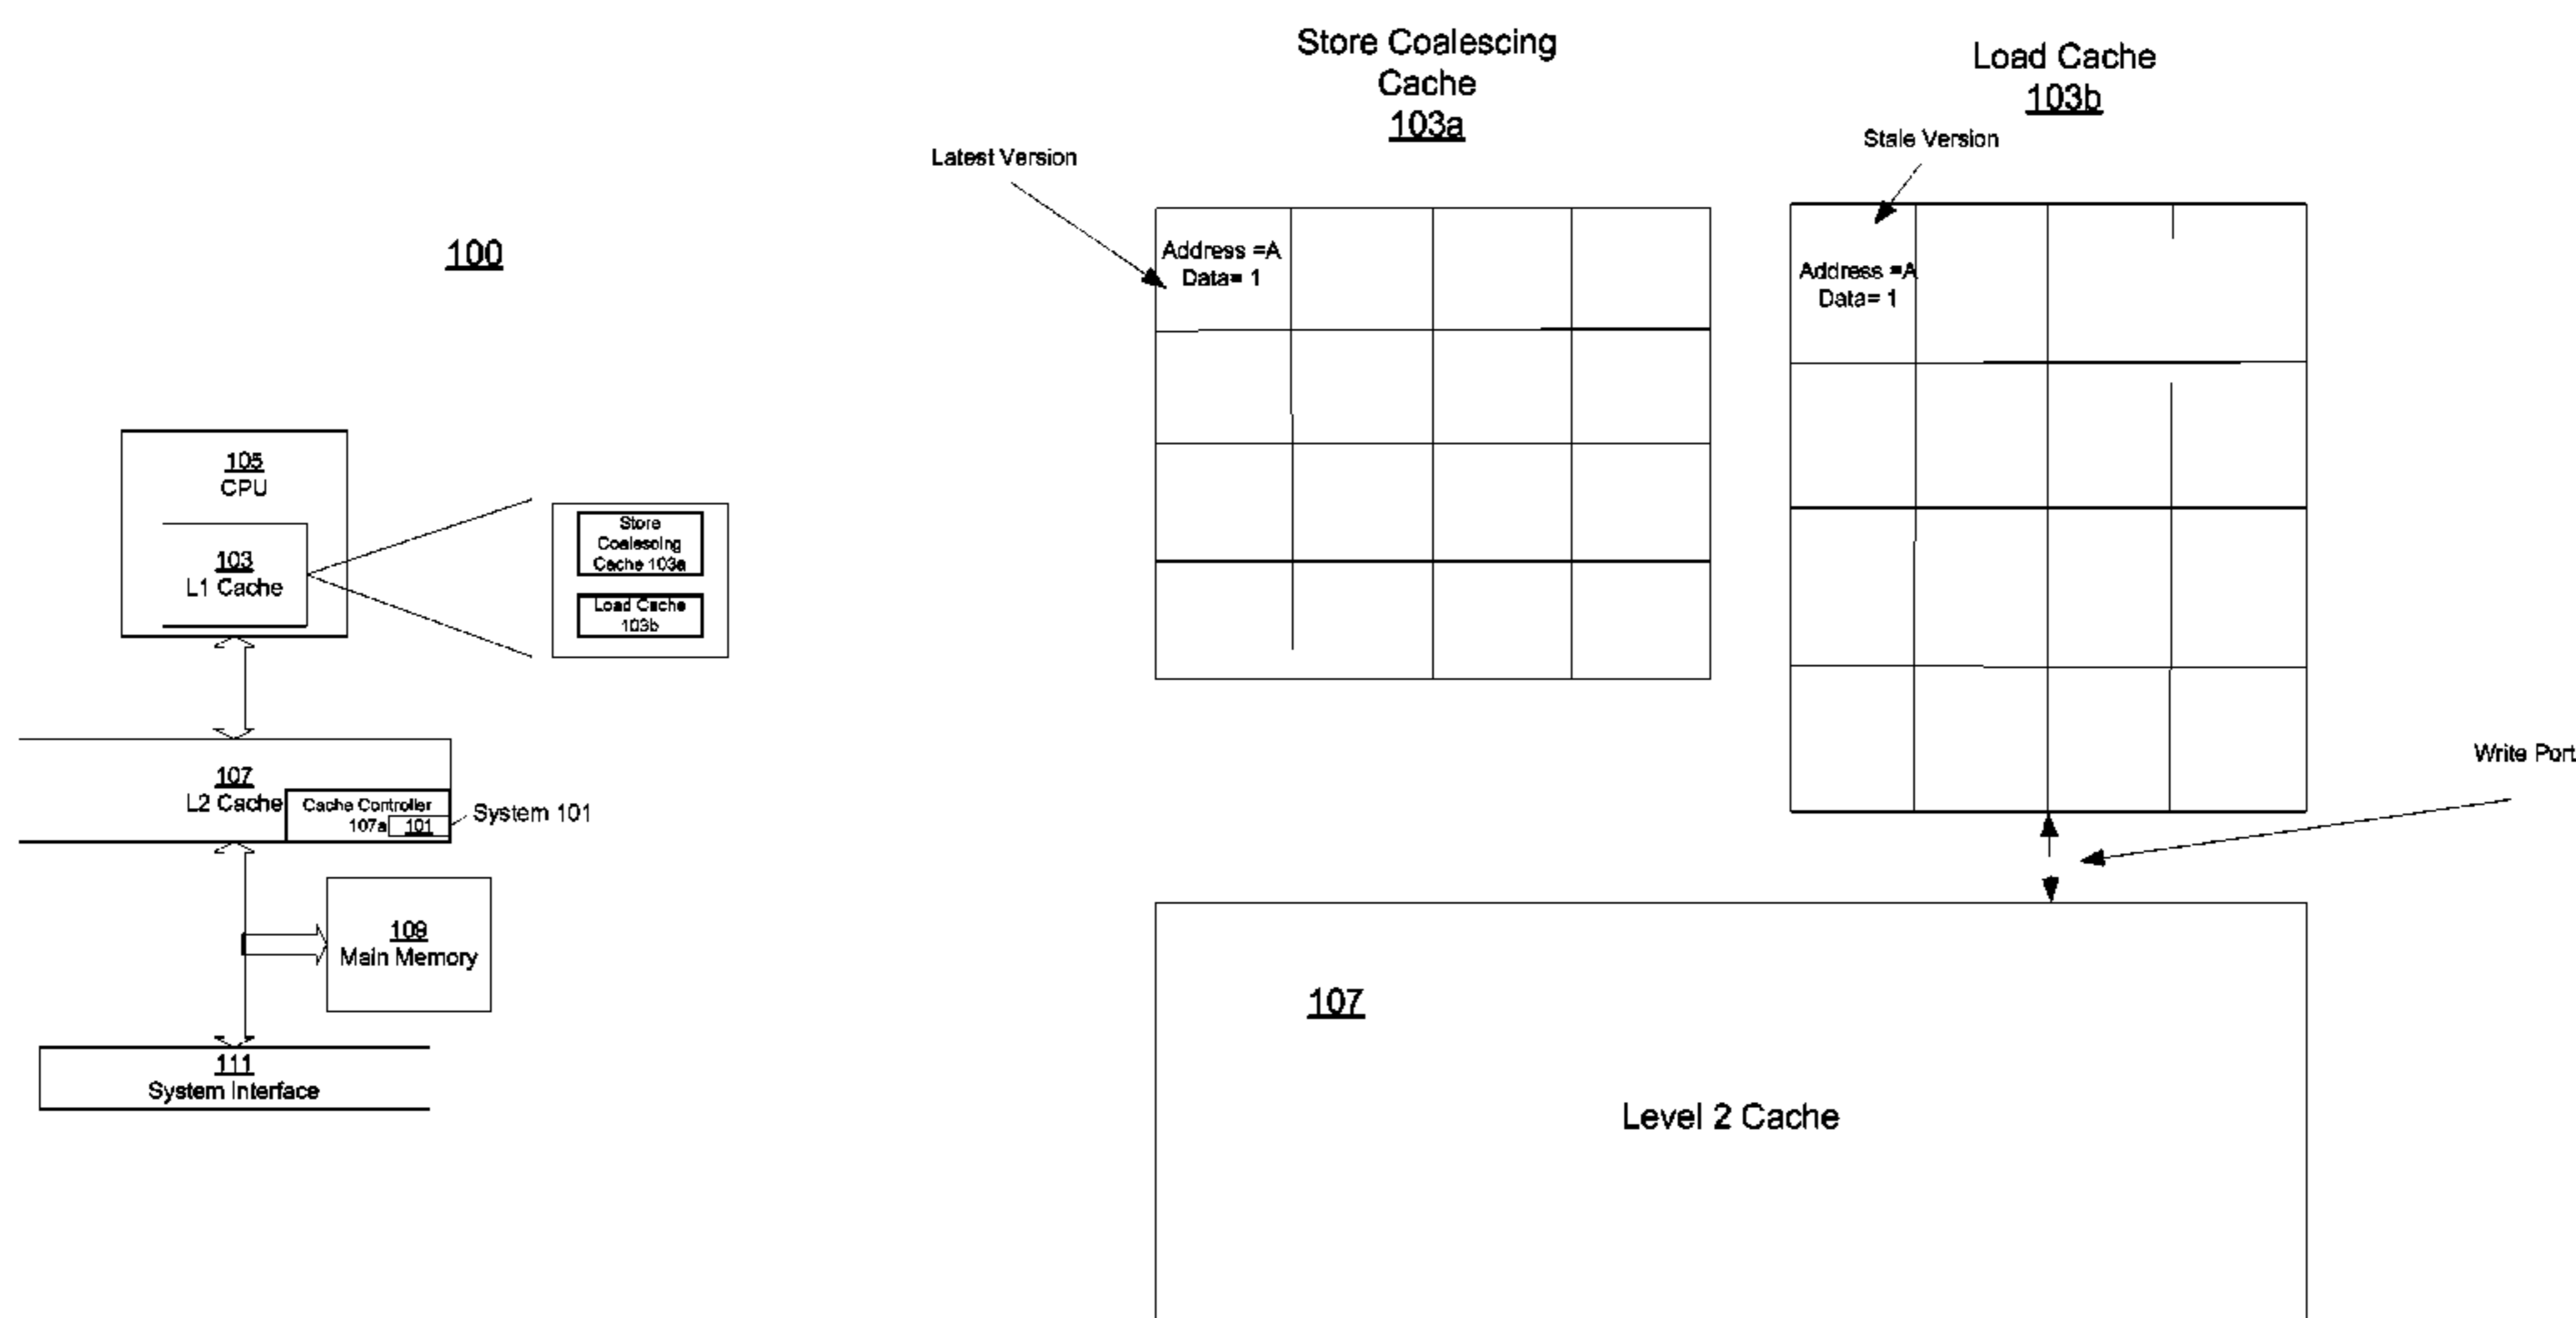 100
105
CPU
103
L1 Cache
Store
Coalescing
Cache 103a
Load Cache
103b
107
L2 Cache
Cache Controller
107a 101
System 101
109
Main Memory
111
System Interface
Store Coalescing
Cache
103a
Latest Version
Address =A
Data= 1
Load Cache
103b
Stale Version
Address =A
Data= 1
Write Port
107
Level 2 Cache